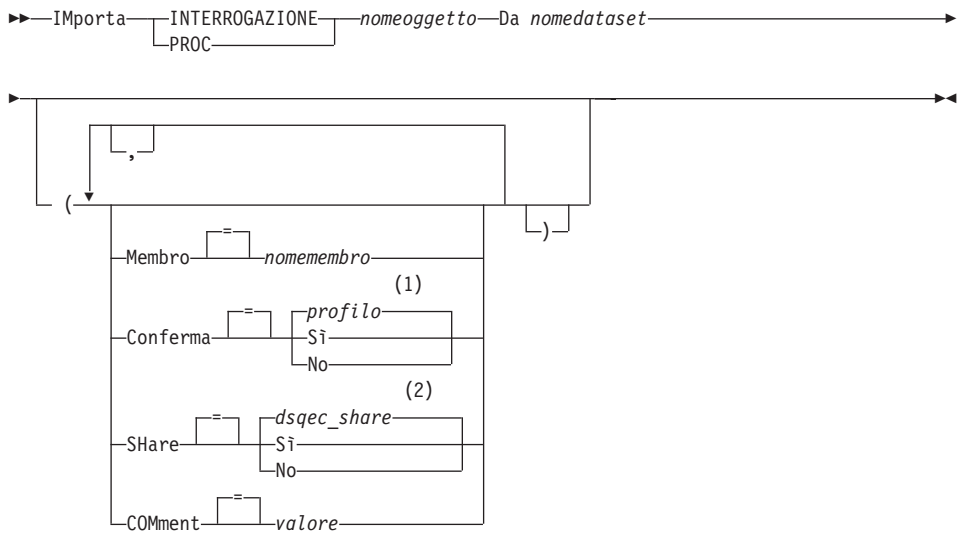 IMporta INTERROGAZIONE nomeoggetto Da nomedataset
PROC
,
(
)
Membro = nomemembro
(1)
Conferma = profilo
Sì
No
(2)
SHare = dsqec_share
Sì
No
COMment = valore